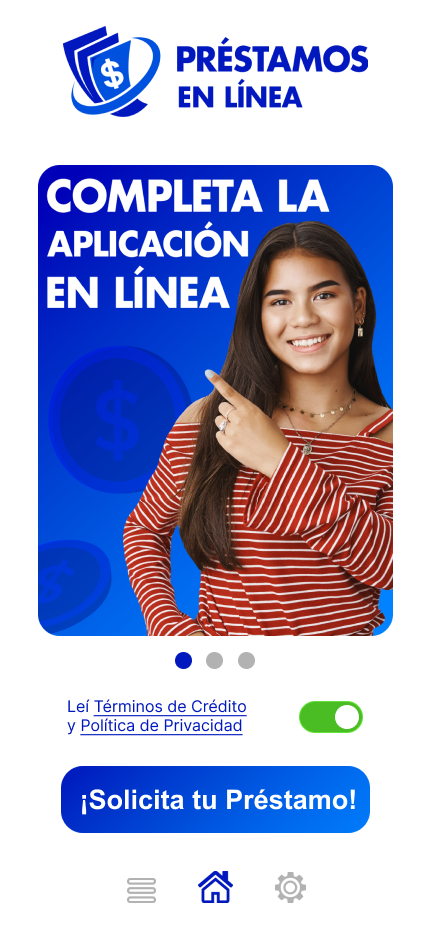 PRÉSTAMOS
EN LÍNEA
COMPLETA LA
APLICACIÓN
EN LÍNEA
Leí Términos de Crédito
y Política de Privacidad
¡Solicita tu Préstamo!